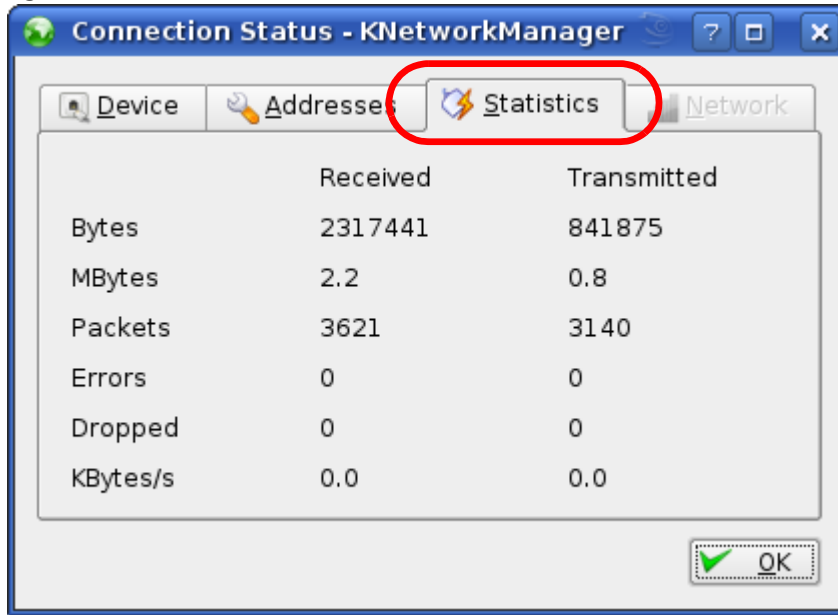 Connection Status - KNetworkManager
Device Addresses Statistics Network
Received Transmitted
Bytes 2317441 841875
MBytes 2.2 0.8
Packets 3621 3140
Errors 0 0
Dropped 0 0
KBytes/s 0.0 0.0
OK